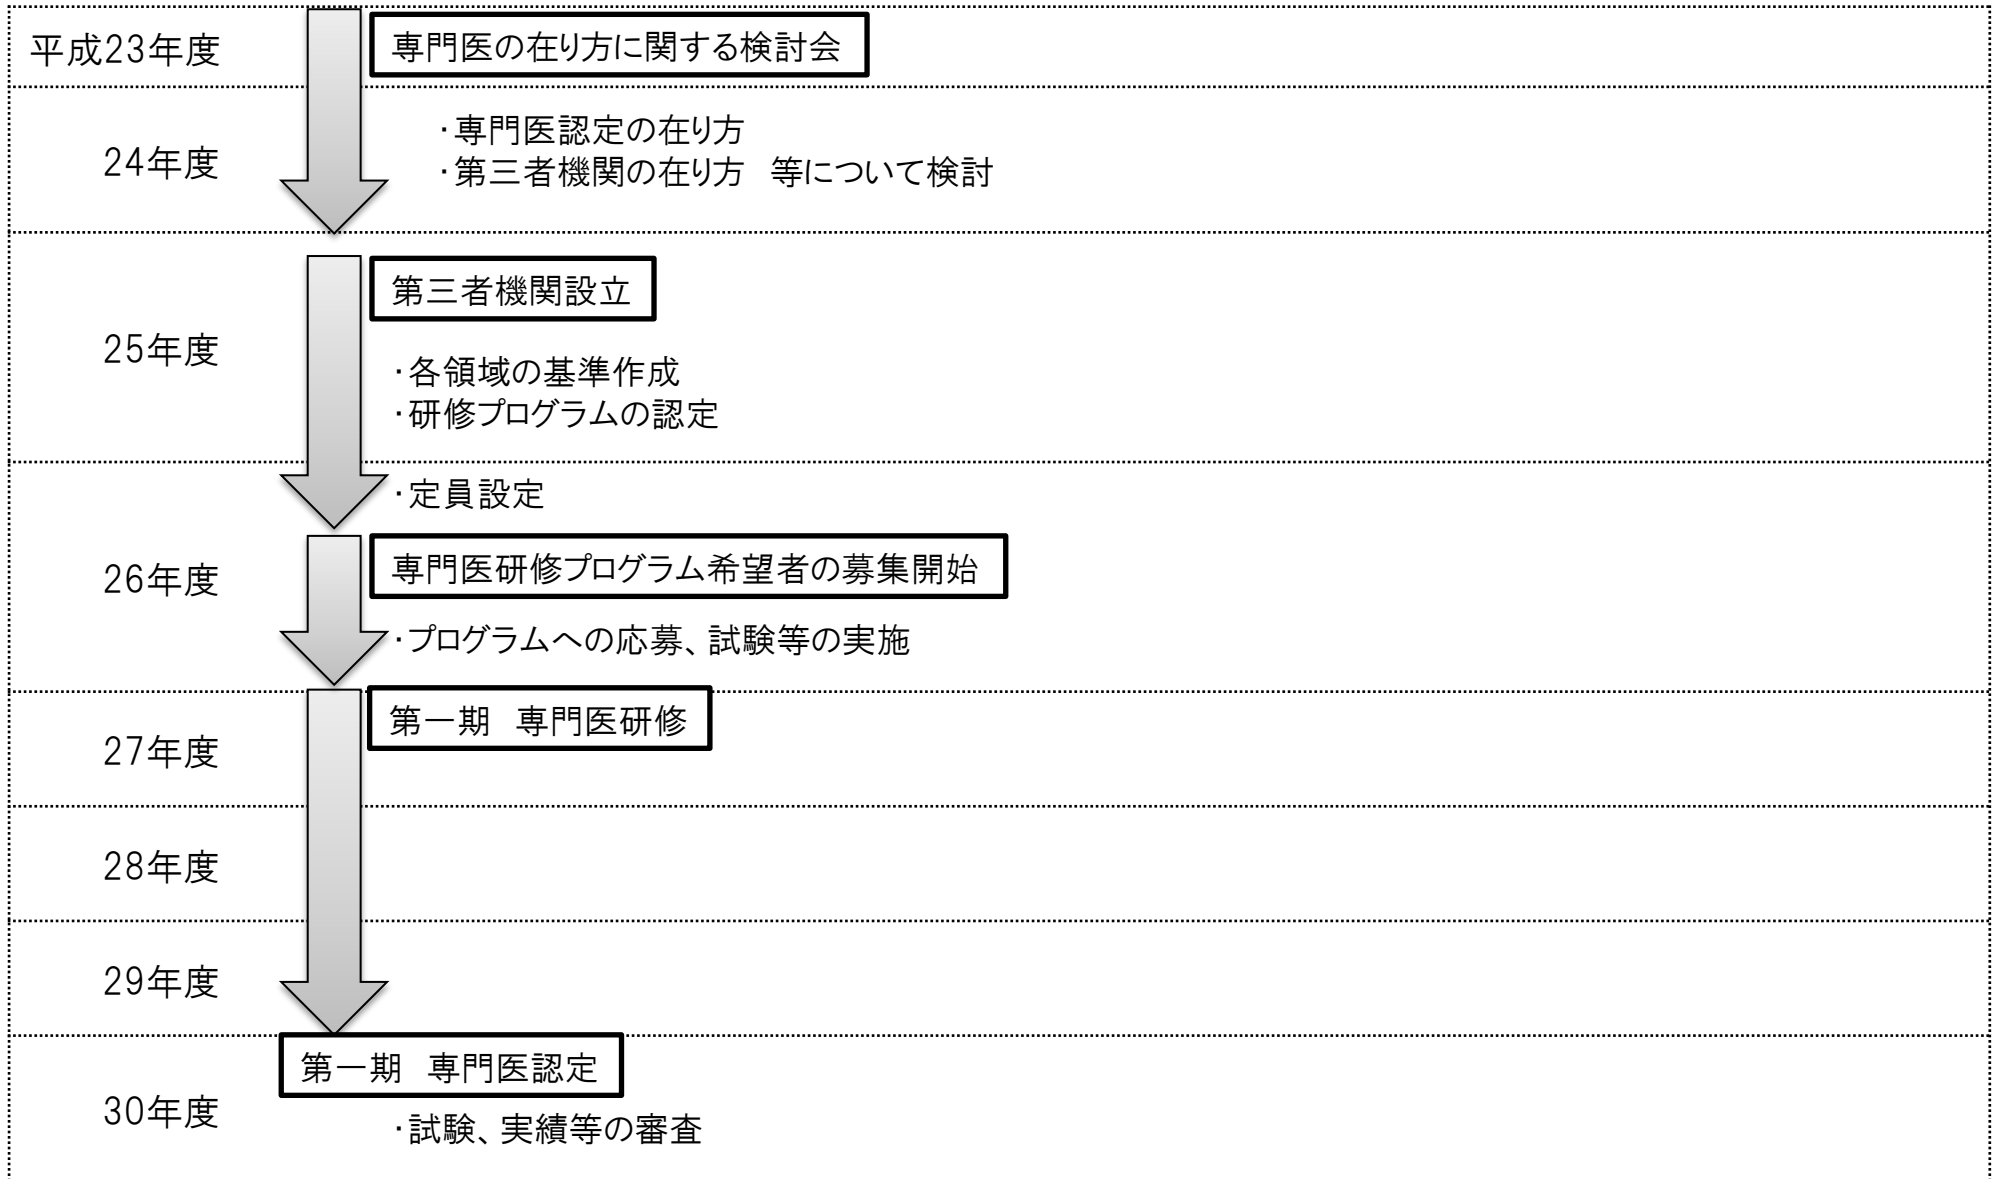 平成23年度
専門医の在り方に関する検討会
24年度
・専門医認定の在り方
・第三者機関の在り方　等について検討
第三者機関設立
25年度
・各領域の基準作成
・研修プログラムの認定
・定員設定
26年度
専門医研修プログラム希望者の募集開始
・プログラムへの応募、試験等の実施
第一期　専門医研修
27年度
28年度
29年度
第一期　専門医認定
30年度
・試験、実績等の審査